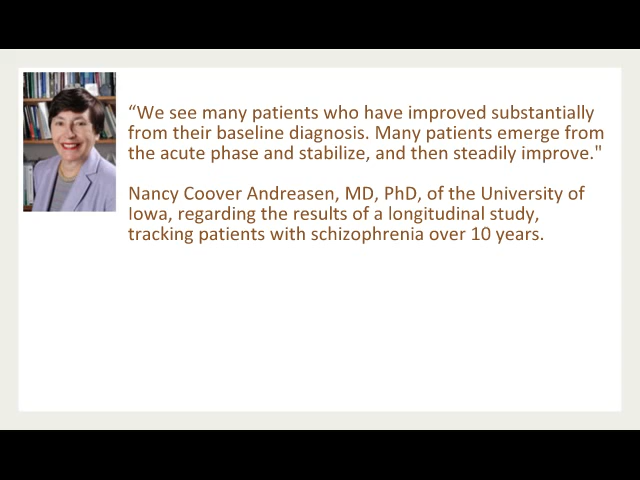 “We see many patients who have improved substantially
from their baseline diagnosis. Many patients emerge from
the acute phase and stabilize, and then steadily improve."
Nancy Coover Andreasen, MD, PhD, of the University of
Iowa, regarding the results of a longitudinal study,
tracking patients with schizophrenia over 10 years.